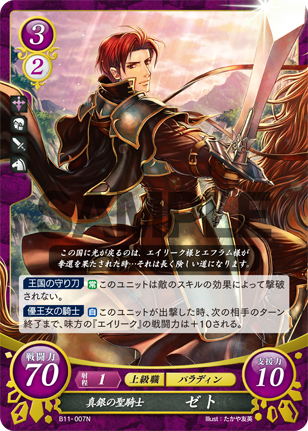 3
2
SAMPLE
この国に光が戻るのは、エイリーク様とエフラム様が
奪還を果たされた時…それは長く険しい道になります。
王国の守り刀 常 このユニットは敵のスキルの効果によって撃破
されない。
優王女の騎士 自 このユニットが出撃した時、次の相手のターン
終了まで、味方の『エイリーク』の戦闘力は+10される。
戦闘力
70
射程 1 上級職 パラディン
支援力
10
真銀の聖騎士 ゼト
B11-007N Illust：たかや友英